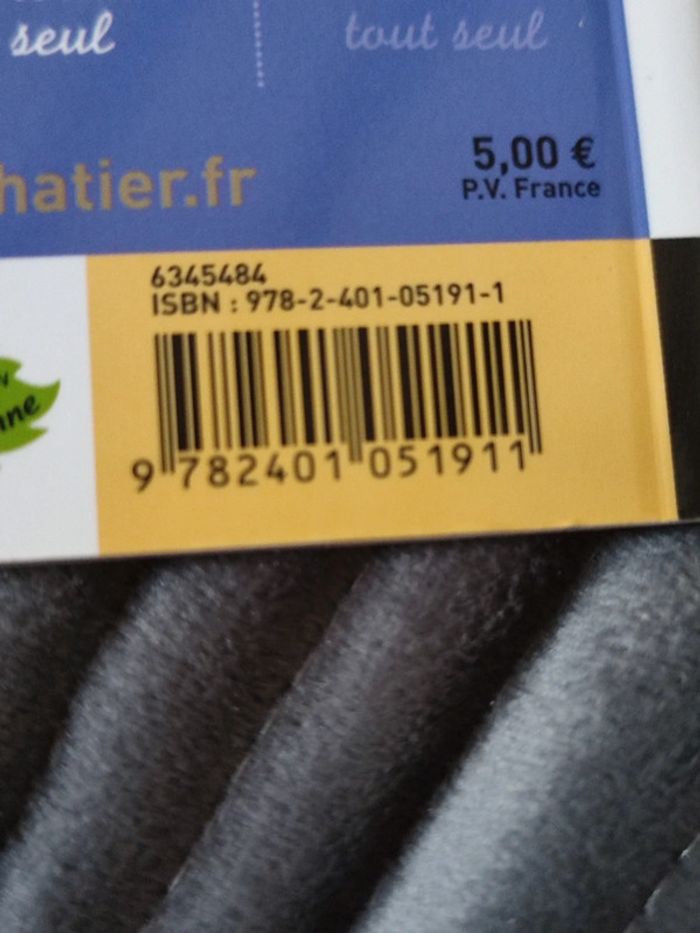 seul
tout seul
hatier.fr
5,00 €
P.V. France
6345484
ISBN : 978-2-401-05191-1
9 782401 051911